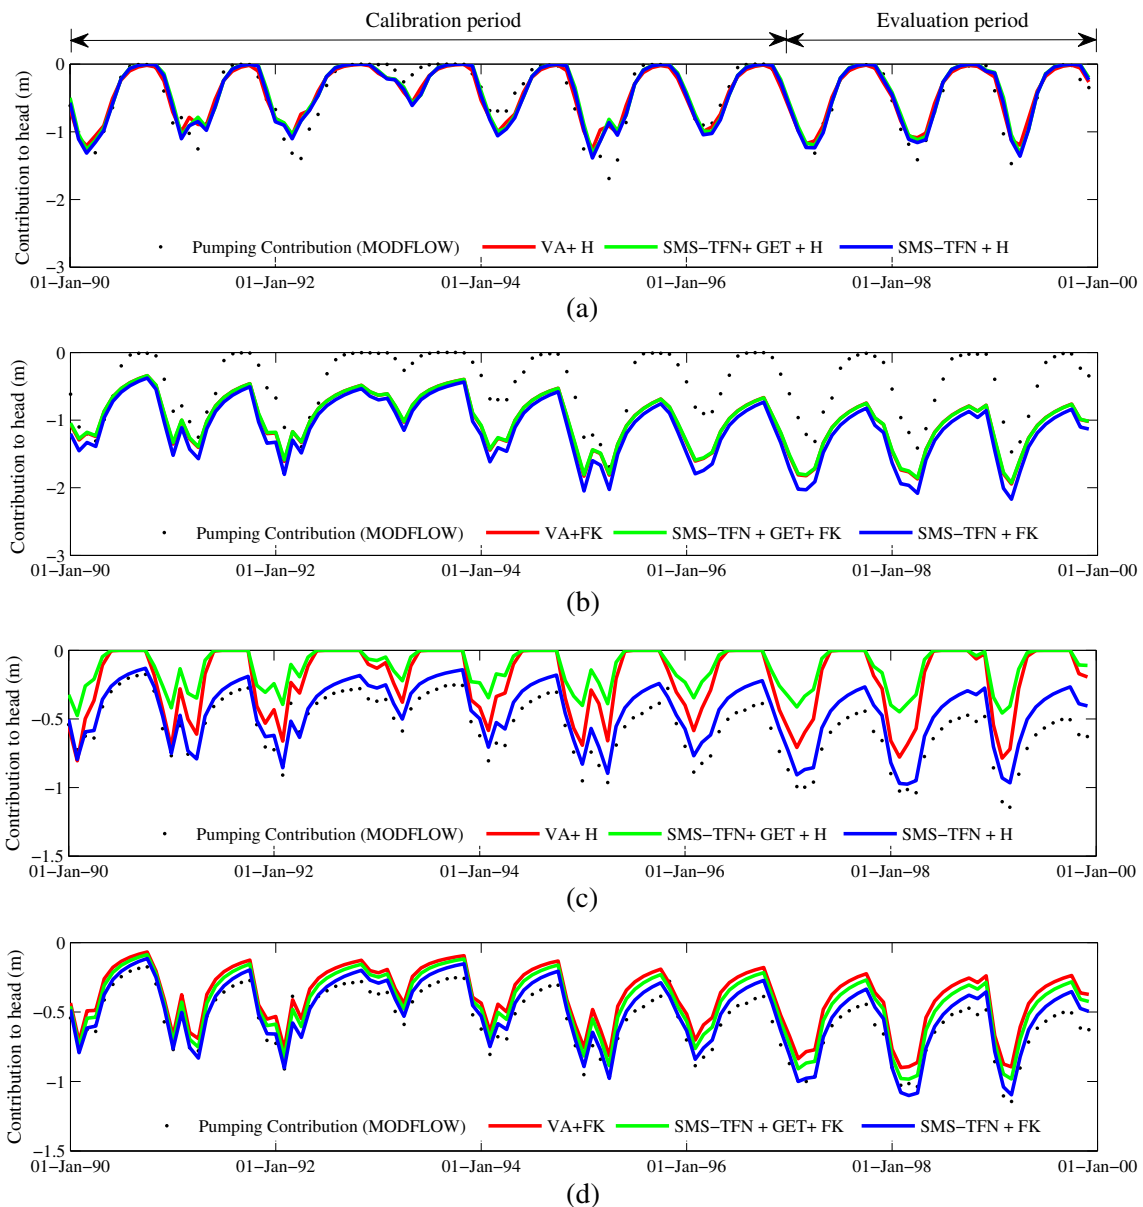 Calibration period Evaluation period
Contribution to head (m)
0
−1
−2
−3
Pumping Contribution (MODFLOW) VA+ H SMS−TFN+ GET + H SMS−TFN + H
01−Jan−90 01−Jan−92 01−Jan−94 01−Jan−96 01−Jan−98 01−Jan−00
(a)
Contribution to head (m)
0
−1
−2
−3
Pumping Contribution (MODFLOW) VA+FK SMS−TFN + GET+ FK SMS−TFN + FK
01−Jan−90 01−Jan−92 01−Jan−94 01−Jan−96 01−Jan−98 01−Jan−00
(b)
Contribution to head (m)
0
−0.5
−1
−1.5
Pumping Contribution (MODFLOW) VA+ H SMS−TFN+ GET + H SMS−TFN + H
01−Jan−90 01−Jan−92 01−Jan−94 01−Jan−96 01−Jan−98 01−Jan−00
(c)
Contribution to head (m)
0
−0.5
−1
−1.5
Pumping Contribution (MODFLOW) VA+FK SMS−TFN + GET+ FK SMS−TFN + FK
01−Jan−90 01−Jan−92 01−Jan−94 01−Jan−96 01−Jan−98 01−Jan−00
(d)